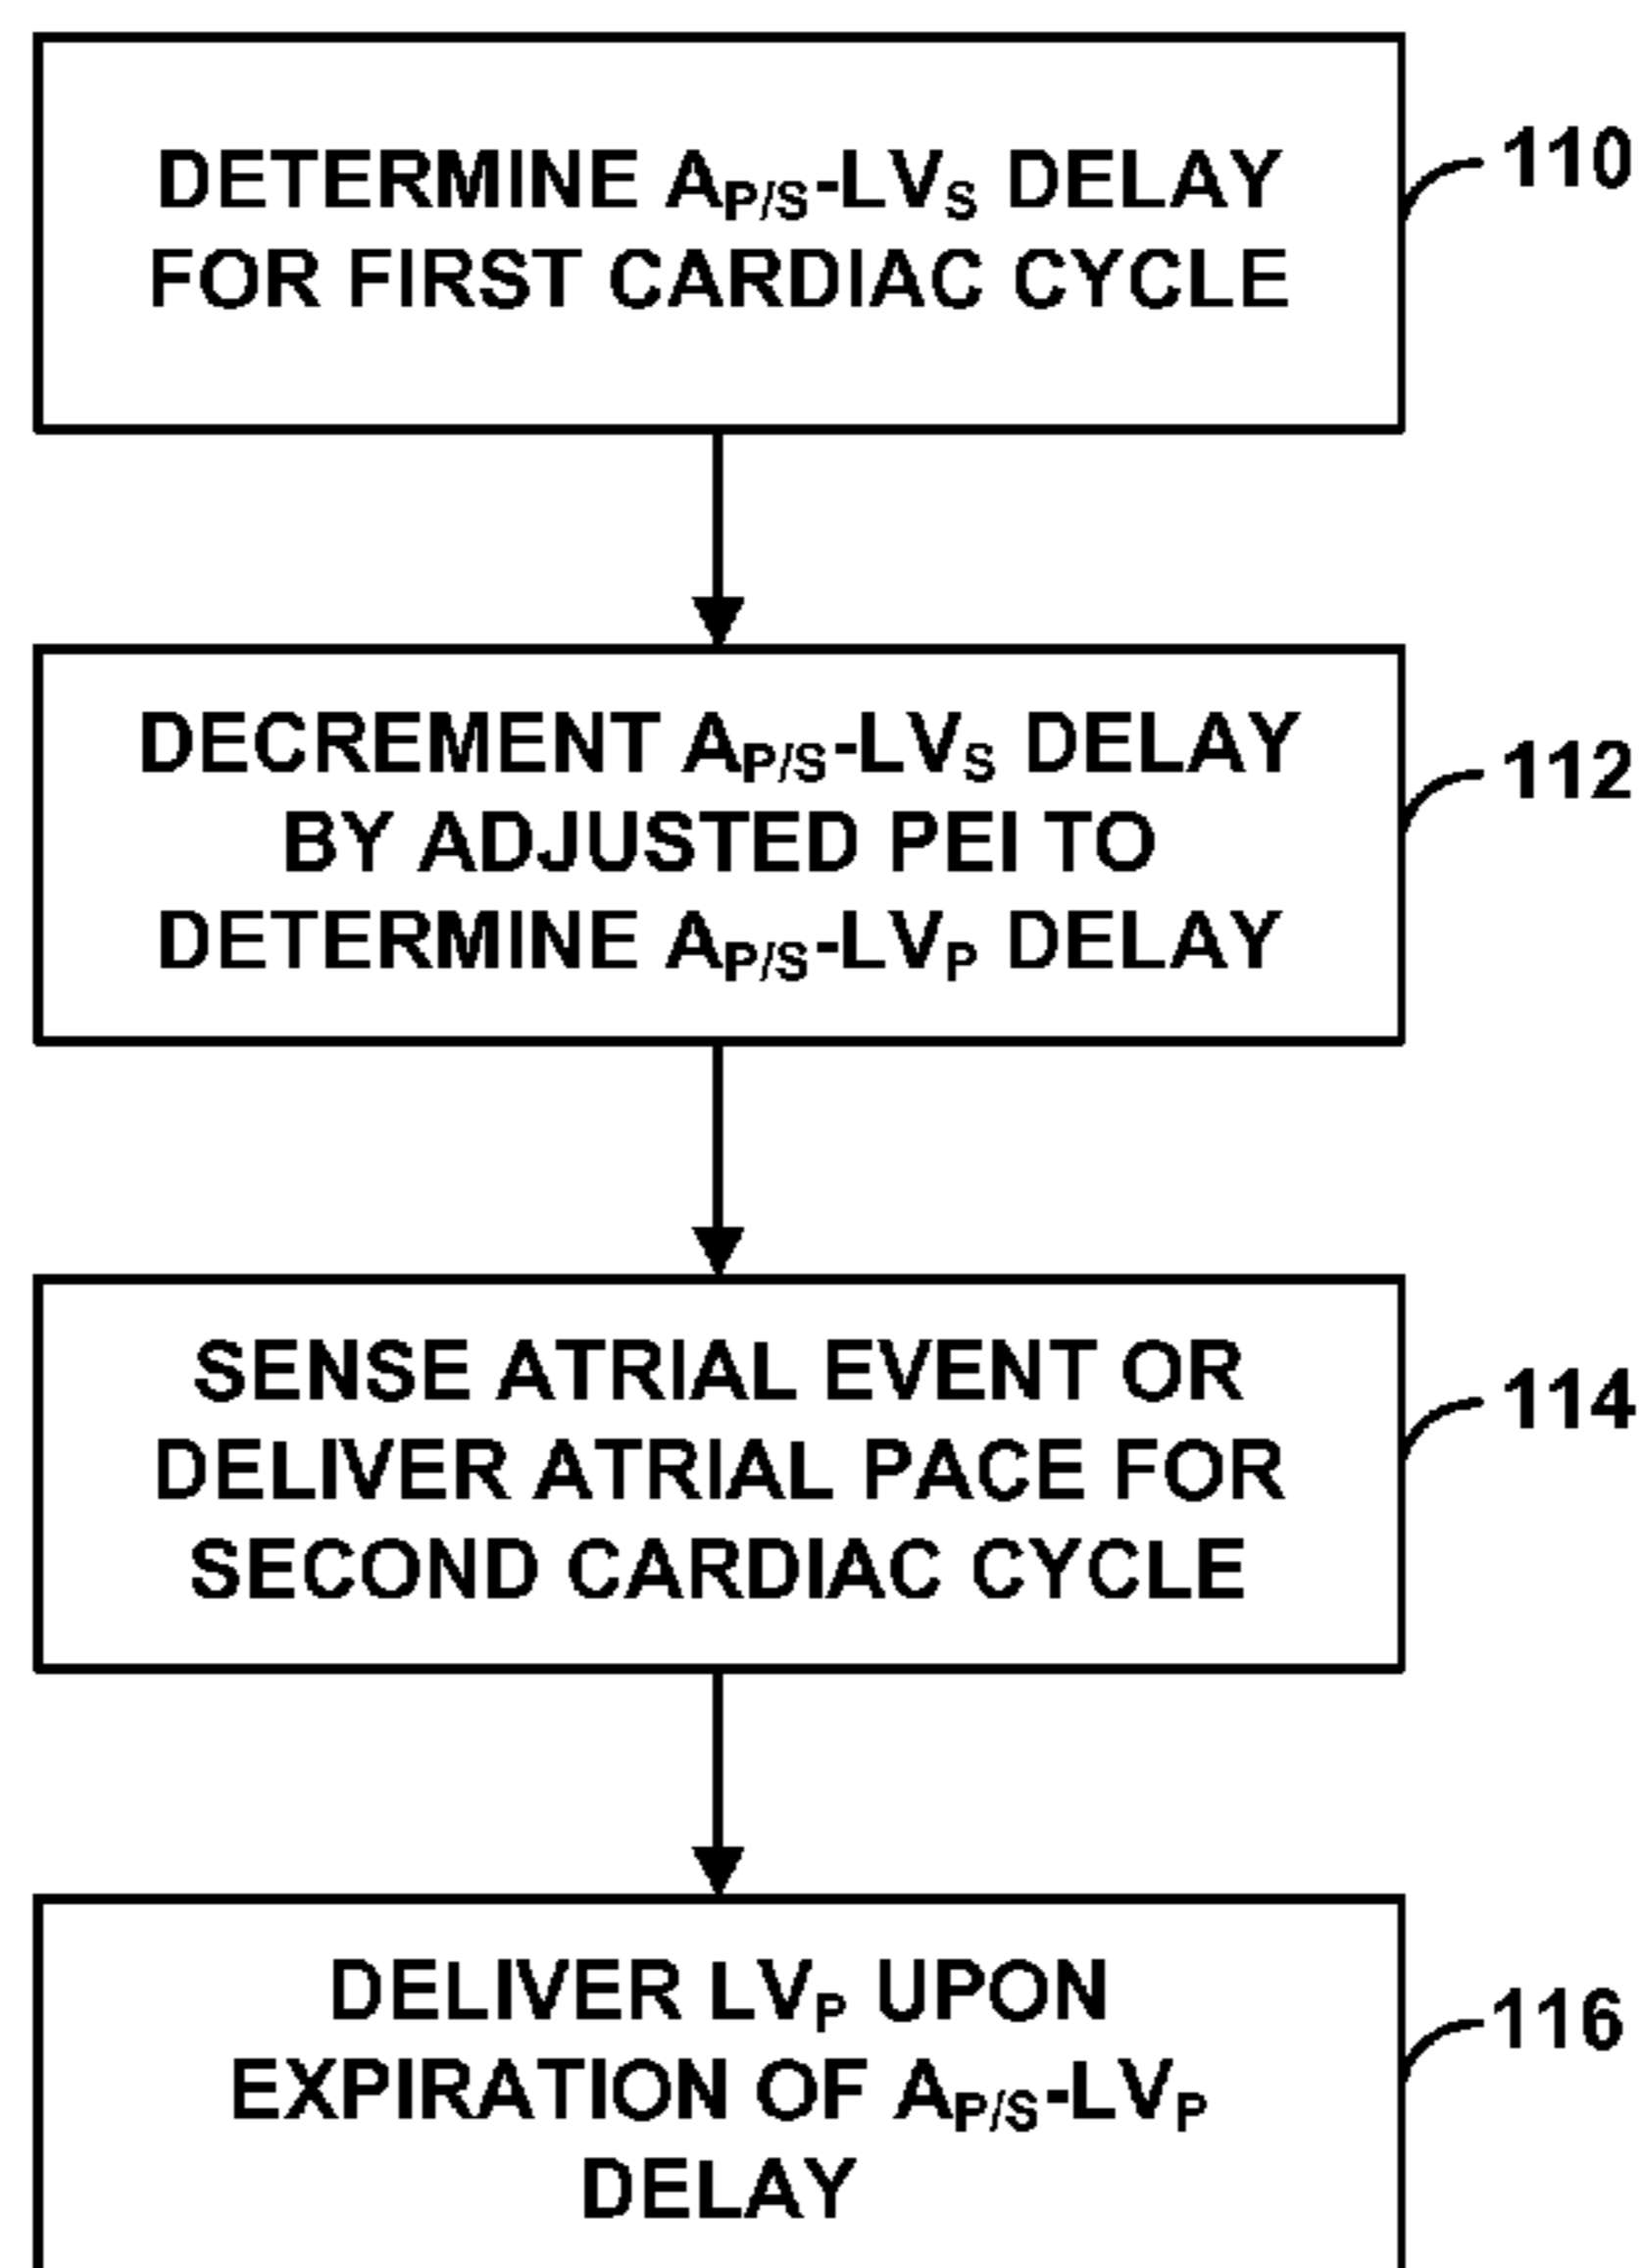 DETERMINE AP/S-LVS DELAY
FOR FIRST CARDIAC CYCLE
110
DECREMENT AP/S-LVS DELAY
BY ADJUSTED PEI TO
DETERMINE AP/S-LVP DELAY
112
SENSE ATRIAL EVENT OR
DELIVER ATRIAL PACE FOR
SECOND CARDIAC CYCLE
114
DELIVER LVP UPON
EXPIRATION OF AP/S-LVP
DELAY
116